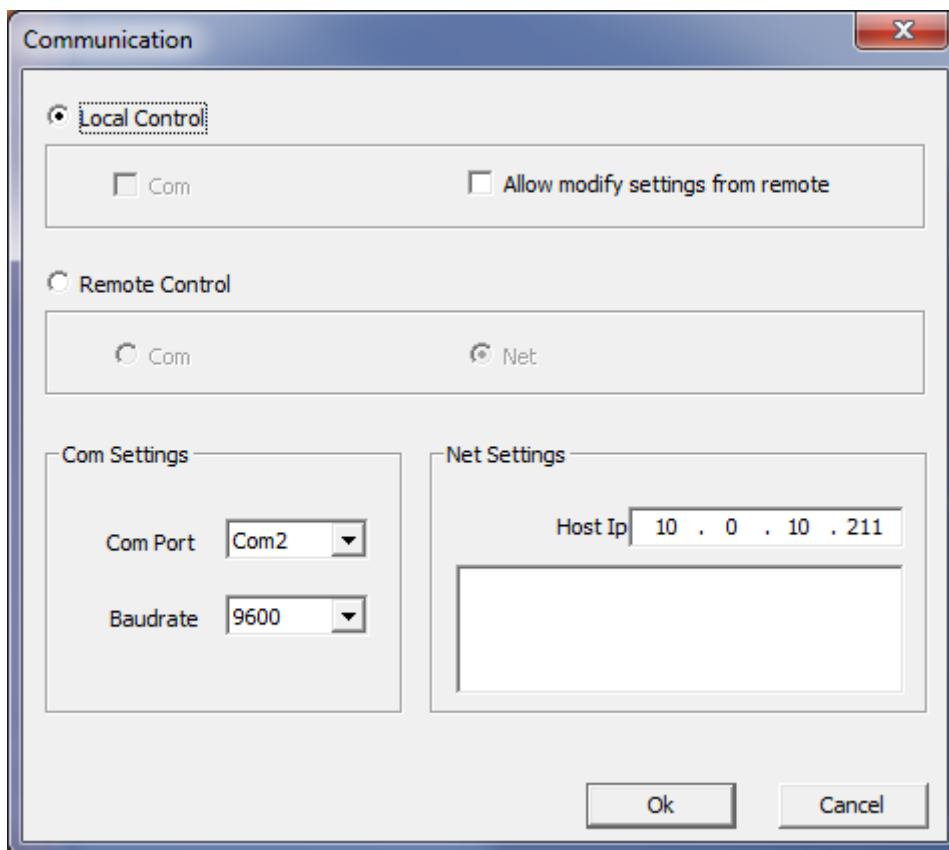 Communication
Local Control
Com
Allow modify settings from remote
Remote Control
Com
Net
Com Settings
Com Port
Com2
Baudrate
9600
Net Settings
Host Ip
10 . 0 . 10 . 211
Ok
Cancel